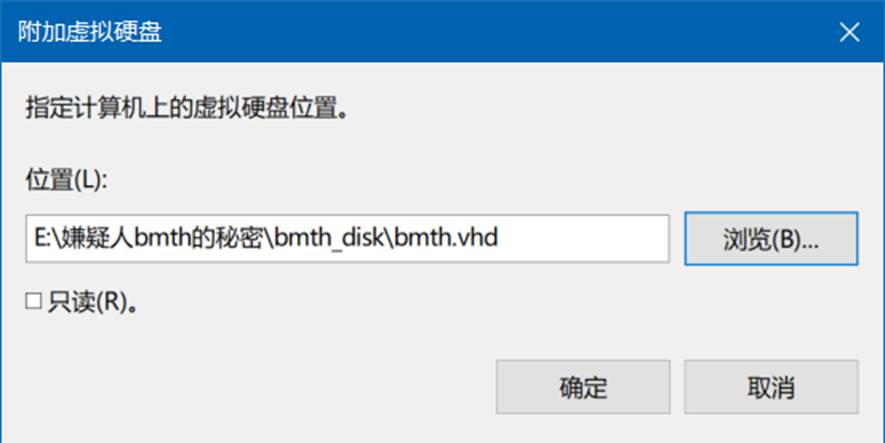 附加虚拟硬盘
指定计算机上的虚拟硬盘位置。
位置(L):
E:\嫌疑人bmth的秘密\bmth_disk\bmth.vhd
浏览(B)...
只读(R)。
确定
取消